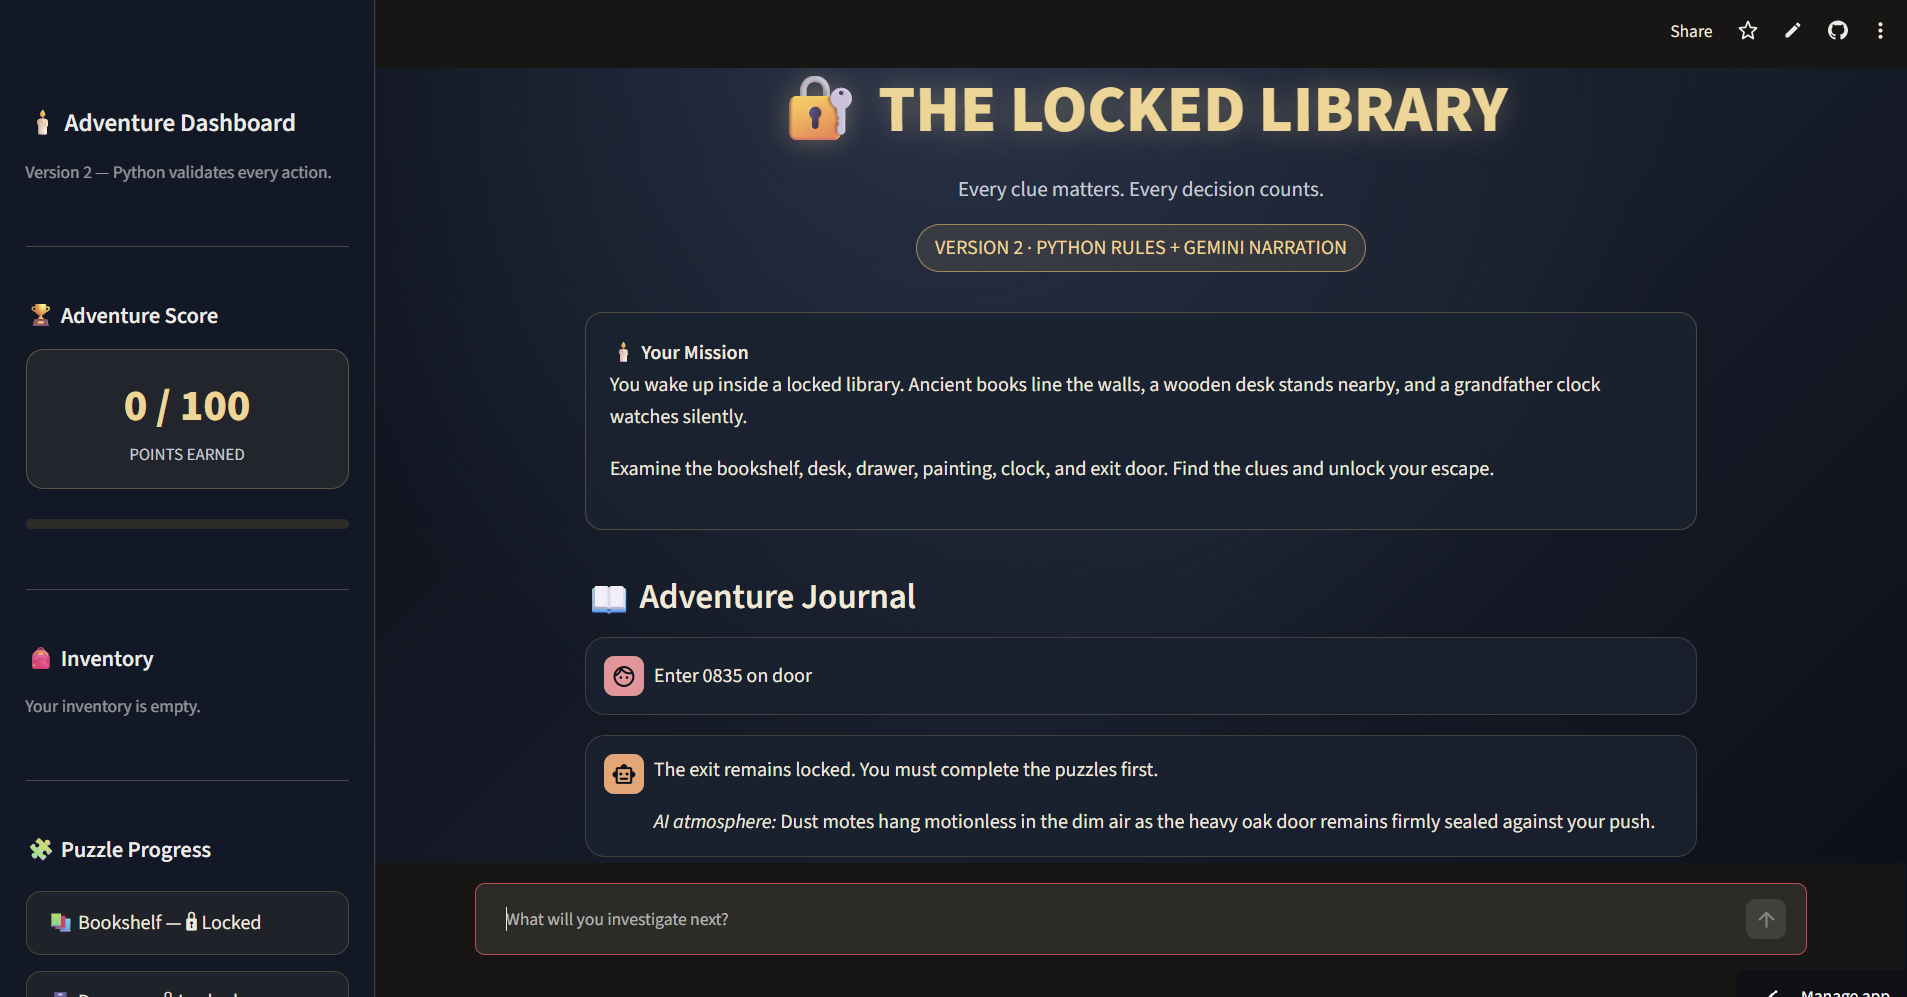 Share
Adventure Dashboard
Version 2 — Python validates every action.
Adventure Score
0 / 100
POINTS EARNED
Inventory
Your inventory is empty.
Puzzle Progress
Bookshelf — Locked
THE LOCKED LIBRARY
Every clue matters. Every decision counts.
VERSION 2 · PYTHON RULES + GEMINI NARRATION
Your Mission
You wake up inside a locked library. Ancient books line the walls, a wooden desk stands nearby, and a grandfather clock
watches silently.
Examine the bookshelf, desk, drawer, painting, clock, and exit door. Find the clues and unlock your escape.
Adventure Journal
Enter 0835 on door
The exit remains locked. You must complete the puzzles first.
AI atmosphere: Dust motes hang motionless in the dim air as the heavy oak door remains firmly sealed against your push.
What will you investigate next?
Manage app